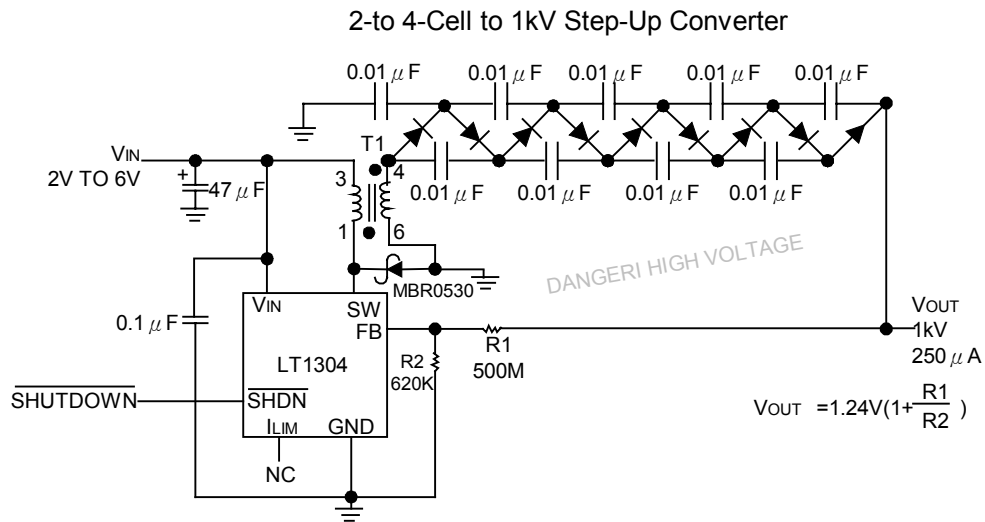 2-to 4-Cell to 1kV Step-Up Converter
0.01 μF 0.01 μF 0.01 μF 0.01 μF 0.01 μF
T1
VIN
2V TO 6V
+
47 μF
3
4
0.01 μF 0.01 μF 0.01 μF 0.01 μF
1
6
DANGERI HIGH VOLTAGE
MBR0530
VIN
SW
FB
0.1 μF
LT1304
R2
620K
R1
500M
VOUT
1kV
250 μA
SHUTDOWN
SHDN
VOUT =1.24V(1+R1/R2)
ILIM
GND
NC